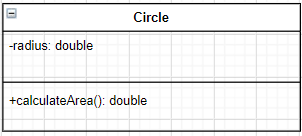 Circle
-radius: double
+calculateArea(): double